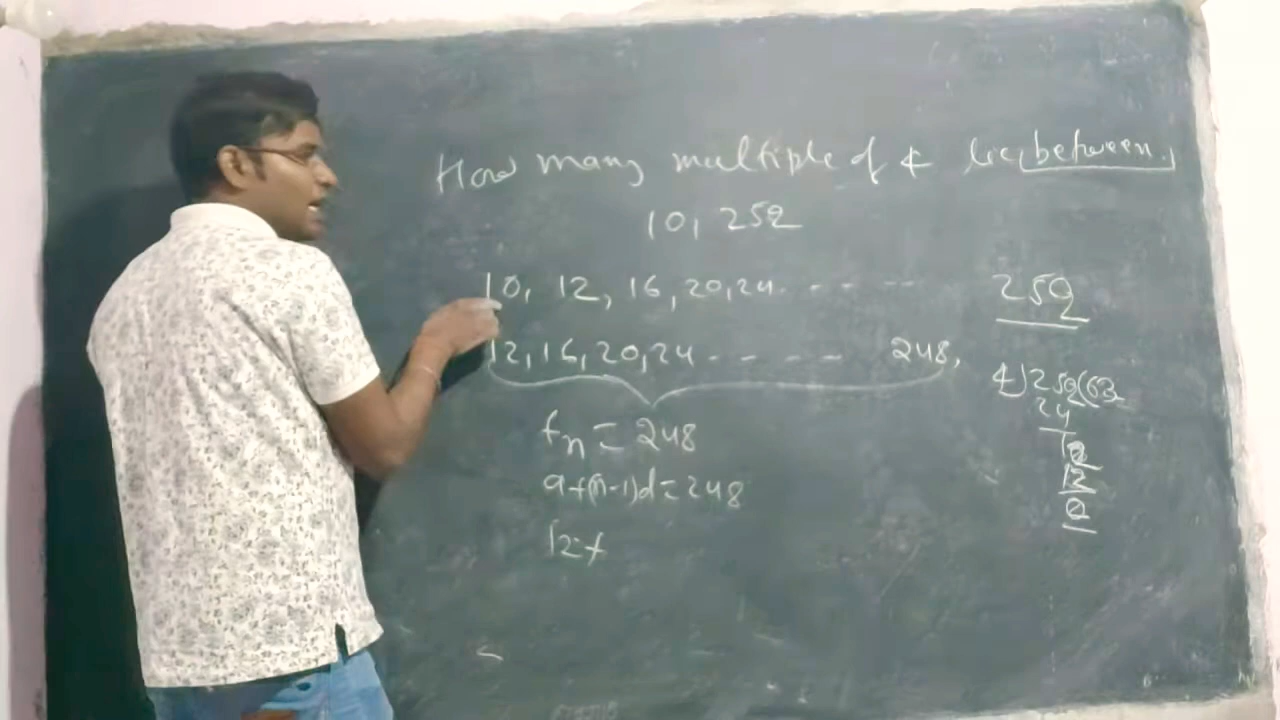 How many multiple of 4 lies between,
10, 252
10, 12, 16, 20, 24 . - - -- 252
12, 16, 20, 24 - - - - 248,
4)252(63
24
12
12
0
tn = 248
a+(n-1)d=248
12+